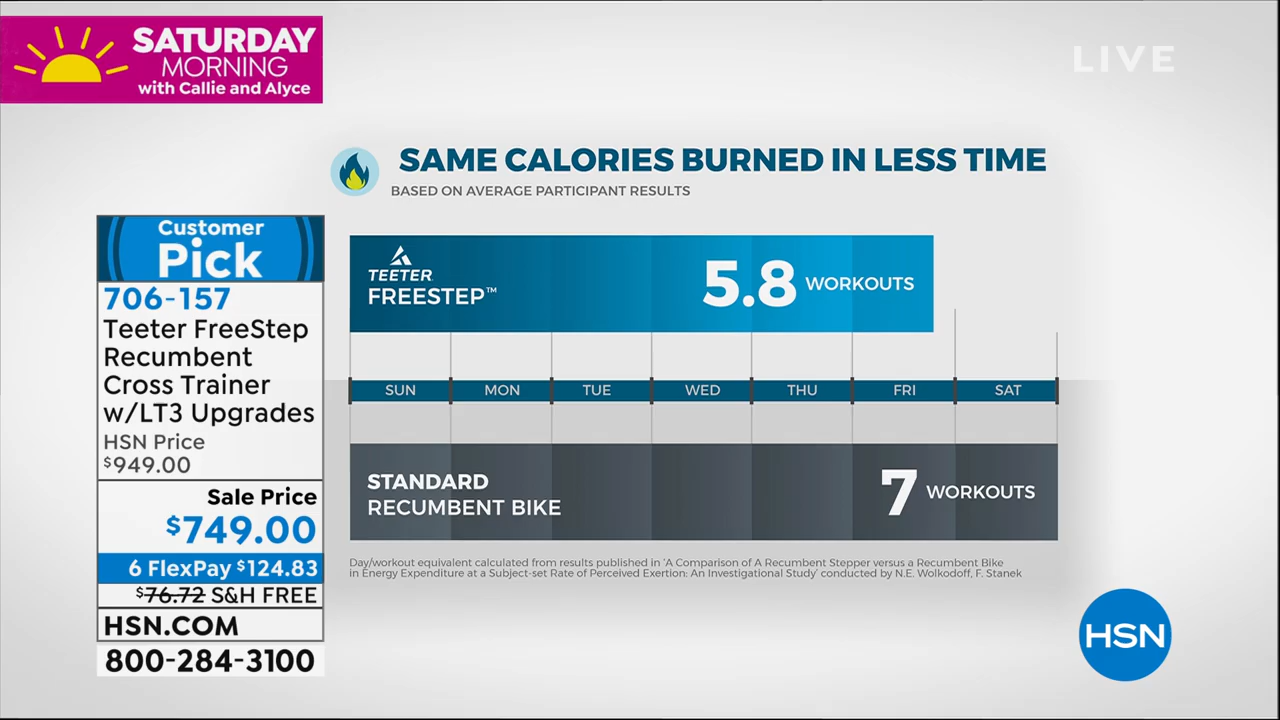 SATURDAY
MORNING
with Callie and Alyce
LIVE
SAME CALORIES BURNED IN LESS TIME
BASED ON AVERAGE PARTICIPANT RESULTS
Customer
Pick
706-157
Teeter FreeStep
Recumbent
Cross Trainer
w/LT3 Upgrades
HSN Price
$949.00
Sale Price
$749.00
6 FlexPay $124.83
$76.72 S&H FREE
HSN.COM
800-284-3100
TEETER
FREESTEP™
5.8 WORKOUTS
SUN MON TUE WED THU FRI SAT
STANDARD
RECUMBENT BIKE
7 WORKOUTS
Day/workout equivalent calculated from results published in 'A Comparison of A Recumbent Stepper versus a Recumbent Bike
in Energy Expenditure at a Subject-set Rate of Perceived Exertion: An Investigational Study' conducted by N.E. Wolkodoff, F. Stanek
HSN